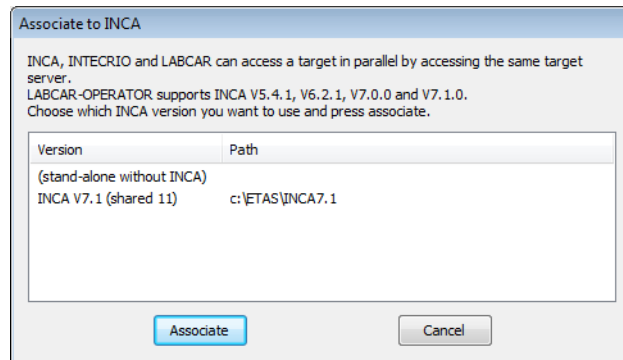 Associate to INCA
INCA, INTECRIO and LABCAR can access a target in parallel by accessing the same target
server.
LABCAR-OPERATOR supports INCA V5.4.1, V6.2.1, V7.0.0 and V7.1.0.
Choose which INCA version you want to use and press associate.
Version Path
(stand-alone without INCA)
INCA V7.1 (shared 11) c:\ETAS\INCA7.1
Associate Cancel